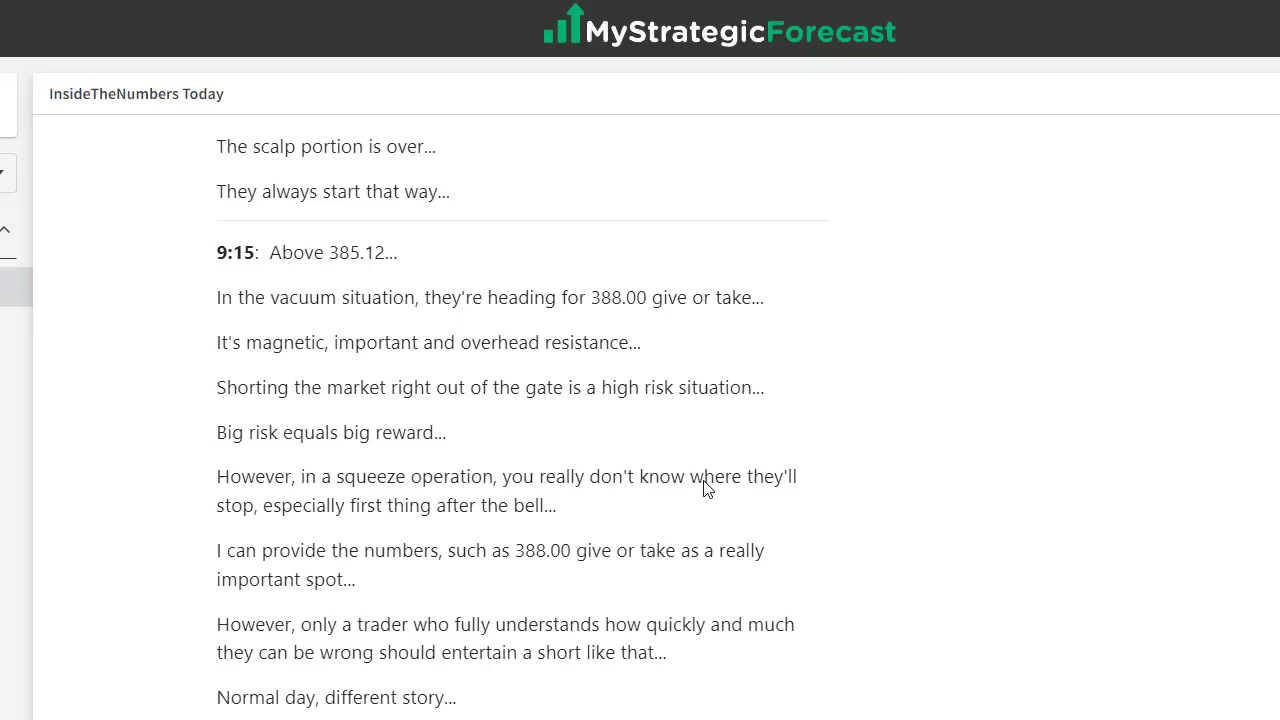 MyStrategicForecast
InsideTheNumbers Today
The scalp portion is over...
They always start that way...
9:15:  Above 385.12...
In the vacuum situation, they're heading for 388.00 give or take...
It's magnetic, important and overhead resistance...
Shorting the market right out of the gate is a high risk situation...
Big risk equals big reward...
However, in a squeeze operation, you really don't know where they'll
stop, especially first thing after the bell...
I can provide the numbers, such as 388.00 give or take as a really
important spot...
However, only a trader who fully understands how quickly and much
they can be wrong should entertain a short like that...
Normal day, different story...